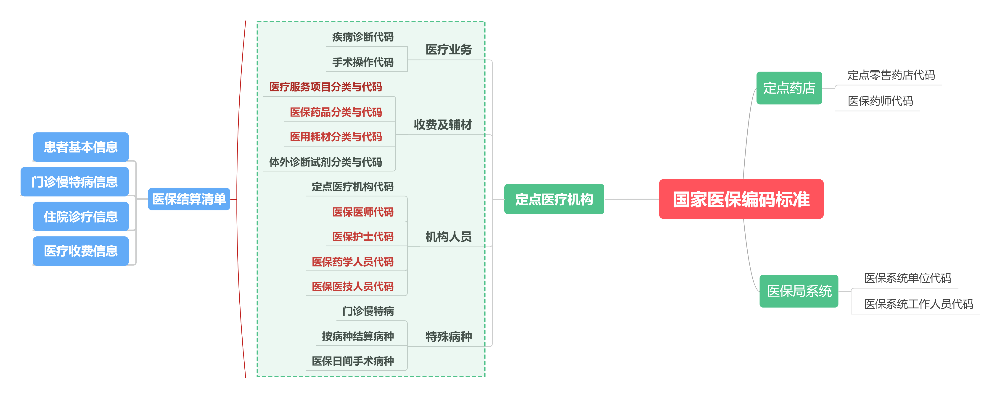 患者基本信息
门诊慢特病信息
住院诊疗信息
医疗收费信息
医保结算清单
疾病诊断代码
手术操作代码
医疗业务
医疗服务项目分类与代码
医保药品分类与代码
医用耗材分类与代码
体外诊断试剂分类与代码
收费及辅材
定点医疗机构代码
医保医师代码
医保护士代码
医保药学人员代码
医保医技人员代码
机构人员
门诊慢特病
按病种结算病种
医保日间手术病种
特殊病种
定点医疗机构
国家医保编码标准
定点药店
定点零售药店代码
医保药师代码
医保局系统
医保系统单位代码
医保系统工作人员代码